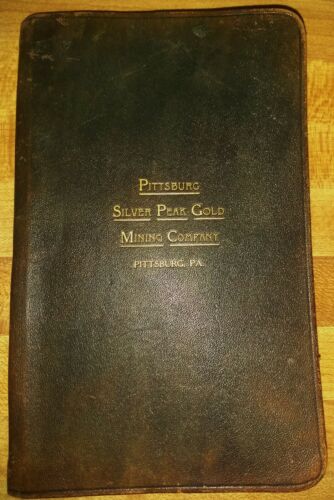 PITTSBURG
SILVER PEAK GOLD
MINING COMPANY
PITTSBURG, PA.